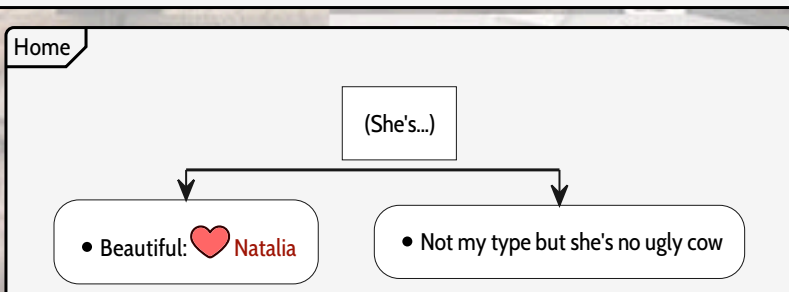 Home
(She's...)
Beautiful: Natalia
Not my type but she's no ugly cow